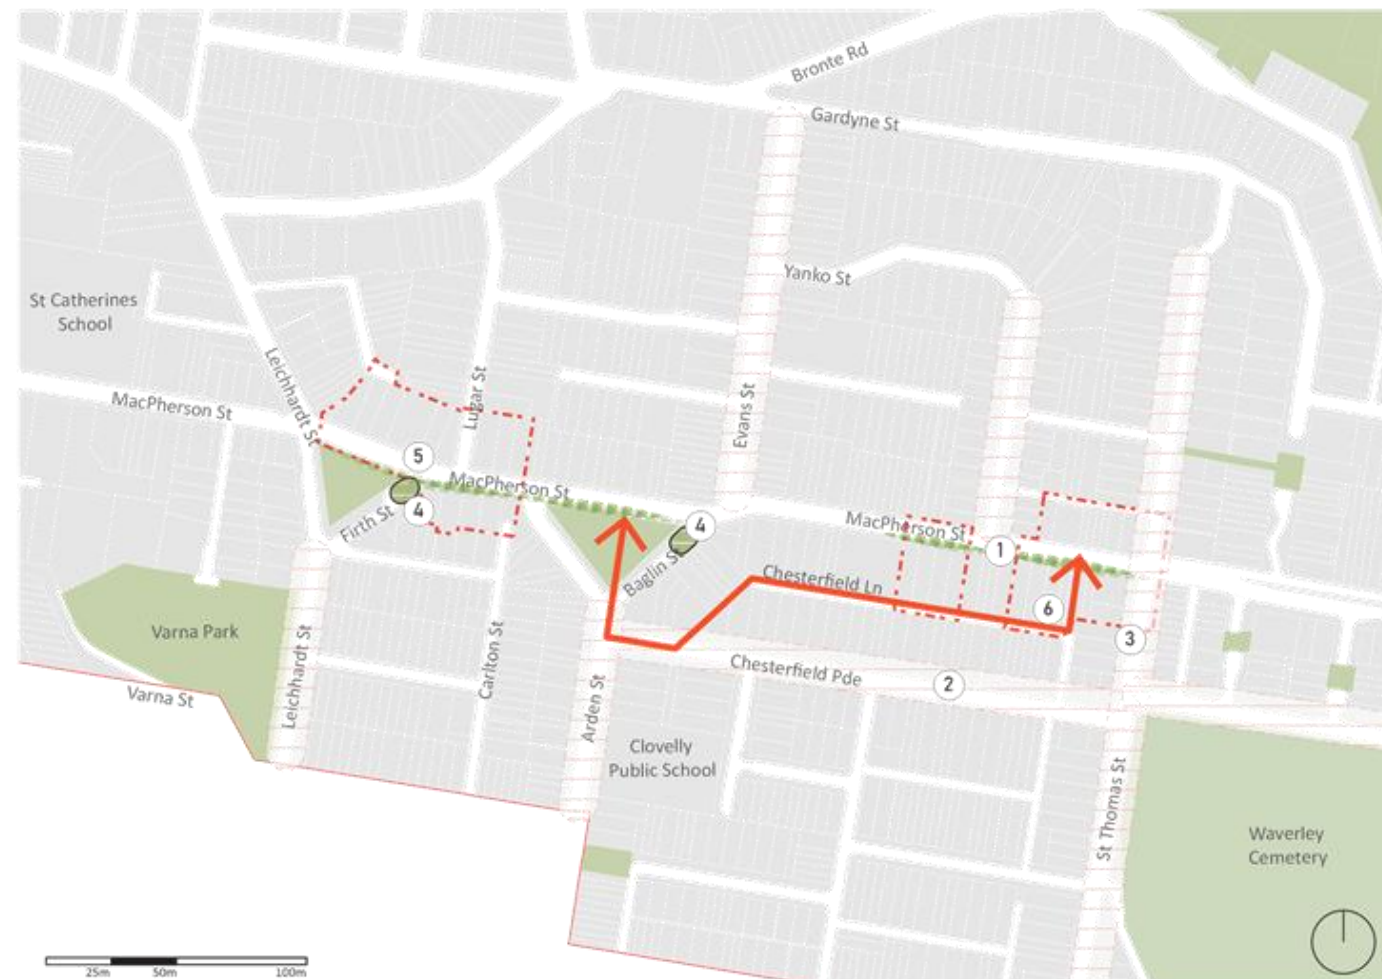 Bronte Rd
Gardyne St
Yanko St
St Catherines
School
Leichhardt St
Lugar St
Evans St
MacPherson St
5
MacPherson St
4
Firth St
4
MacPherson St
1
Baglin St
Chesterfield Ln
6
3
Varna Park
Chesterfield Pde
2
Varna St
Leichhardt St
Carlton St
Arden St
Clovelly
Public School
St Thomas St
Waverley
Cemetery
25m 50m 100m